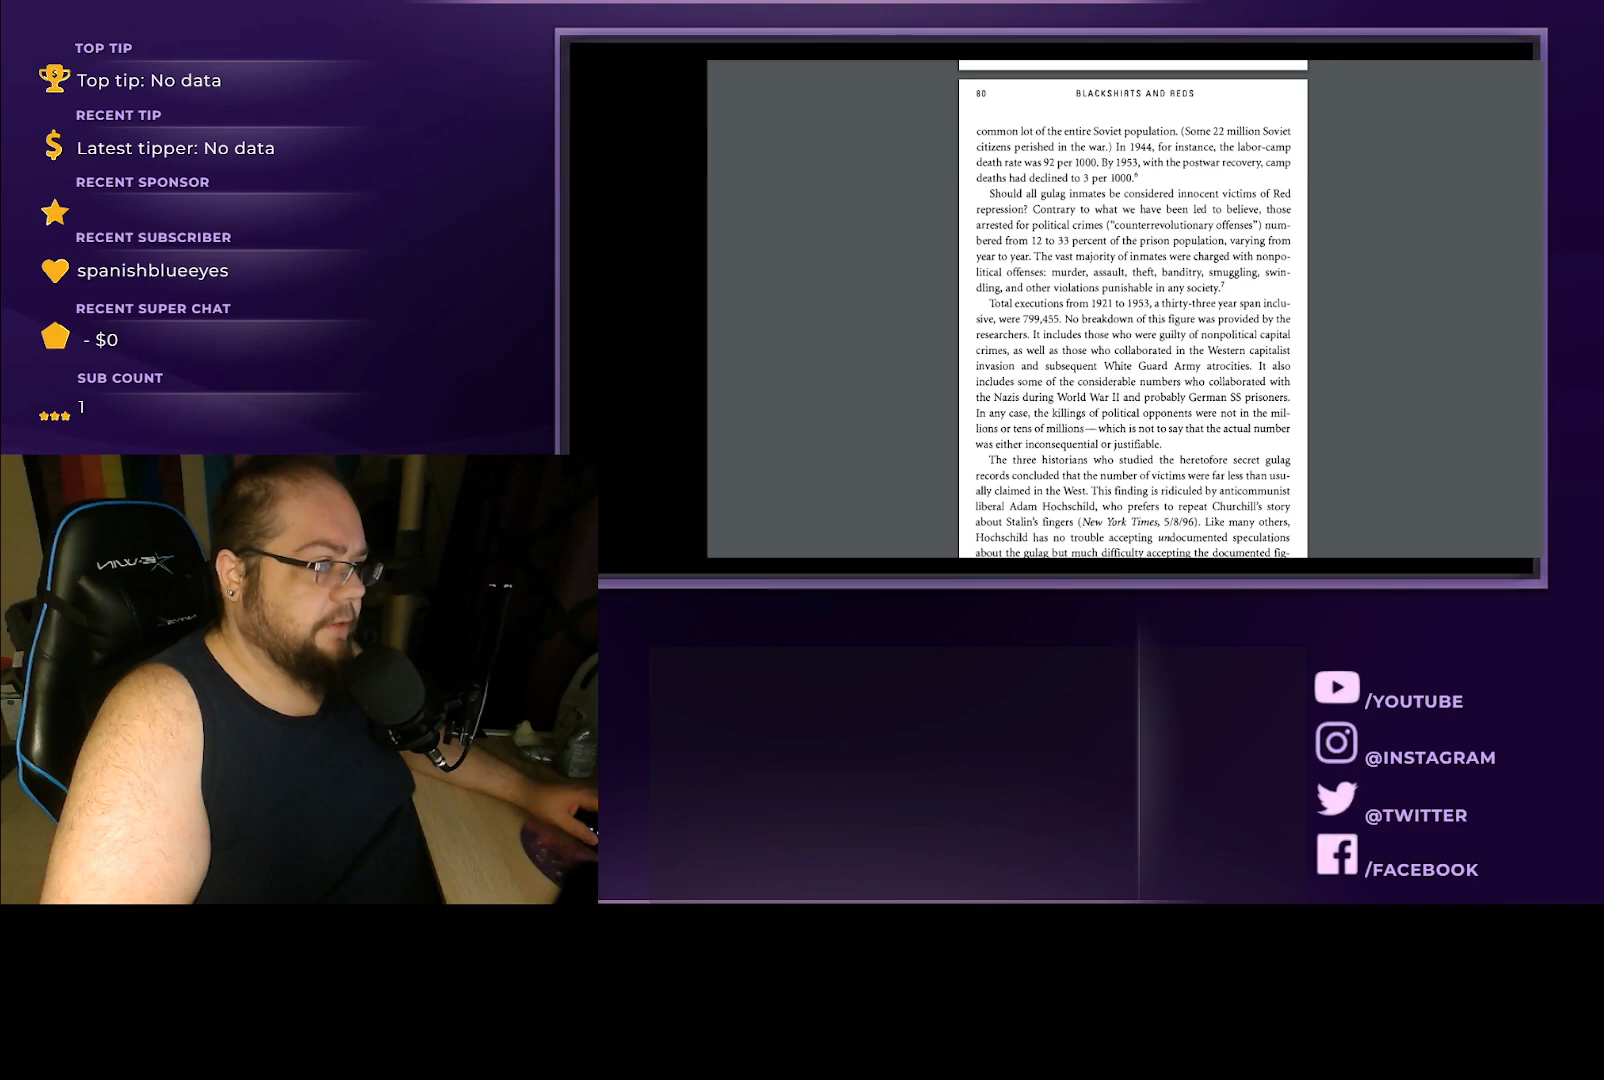 TOP TIP
Top tip: No data
RECENT TIP
Latest tipper: No data
RECENT SPONSOR
RECENT SUBSCRIBER
spanishblueeyes
RECENT SUPER CHAT
- $0
SUB COUNT
1
80 BLACKSHIRTS AND REDS
common lot of the entire Soviet population. (Some 22 million Soviet
citizens perished in the war.) In 1944, for instance, the labor-camp
death rate was 92 per 1000. By 1953, with the postwar recovery, camp
deaths had declined to 3 per 1000.⁶
Should all gulag inmates be considered innocent victims of Red
repression? Contrary to what we have been led to believe, those
arrested for political crimes (“counterrevolutionary offenses”) num-
bered from 12 to 33 percent of the prison population, varying from
year to year. The vast majority of inmates were charged with nonpo-
litical offenses: murder, assault, theft, banditry, smuggling, swin-
dling, and other violations punishable in any society.⁷
Total executions from 1921 to 1953, a thirty-three year span inclu-
sive, were 799,455. No breakdown of this figure was provided by the
researchers. It includes those who were guilty of nonpolitical capital
crimes, as well as those who collaborated in the Western capitalist
invasion and subsequent White Guard Army atrocities. It also
includes some of the considerable numbers who collaborated with
the Nazis during World War II and probably German SS prisoners.
In any case, the killings of political opponents were not in the mil-
lions or tens of millions—which is not to say that the actual number
was either inconsequential or justifiable.
The three historians who studied the heretofore secret gulag
records concluded that the number of victims were far less than usu-
ally claimed in the West. This finding is ridiculed by anticommunist
liberal Adam Hochschild, who prefers to repeat Churchill's story
about Stalin's fingers (New York Times, 5/8/96). Like many others,
Hochschild has no trouble accepting undocumented speculations
about the gulag but much difficulty accepting the documented fig-
/YOUTUBE
@INSTAGRAM
@TWITTER
/FACEBOOK